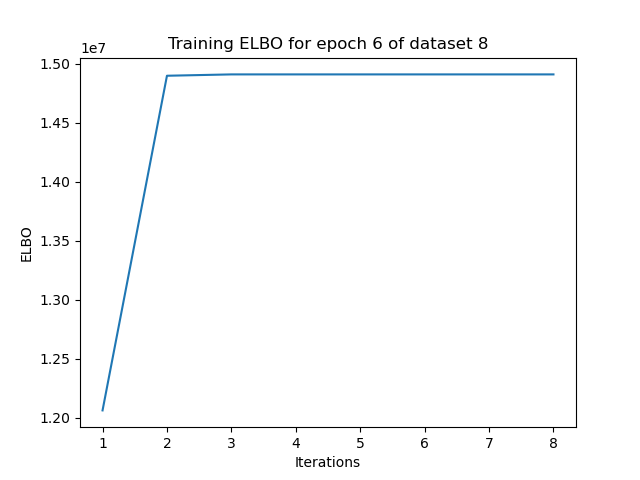 Training ELBO for epoch 6 of dataset 8
1e7
1.50
1.45
1.40
1.35
1.30
1.25
1.20
ELBO
1 2 3 4 5 6 7 8
Iterations